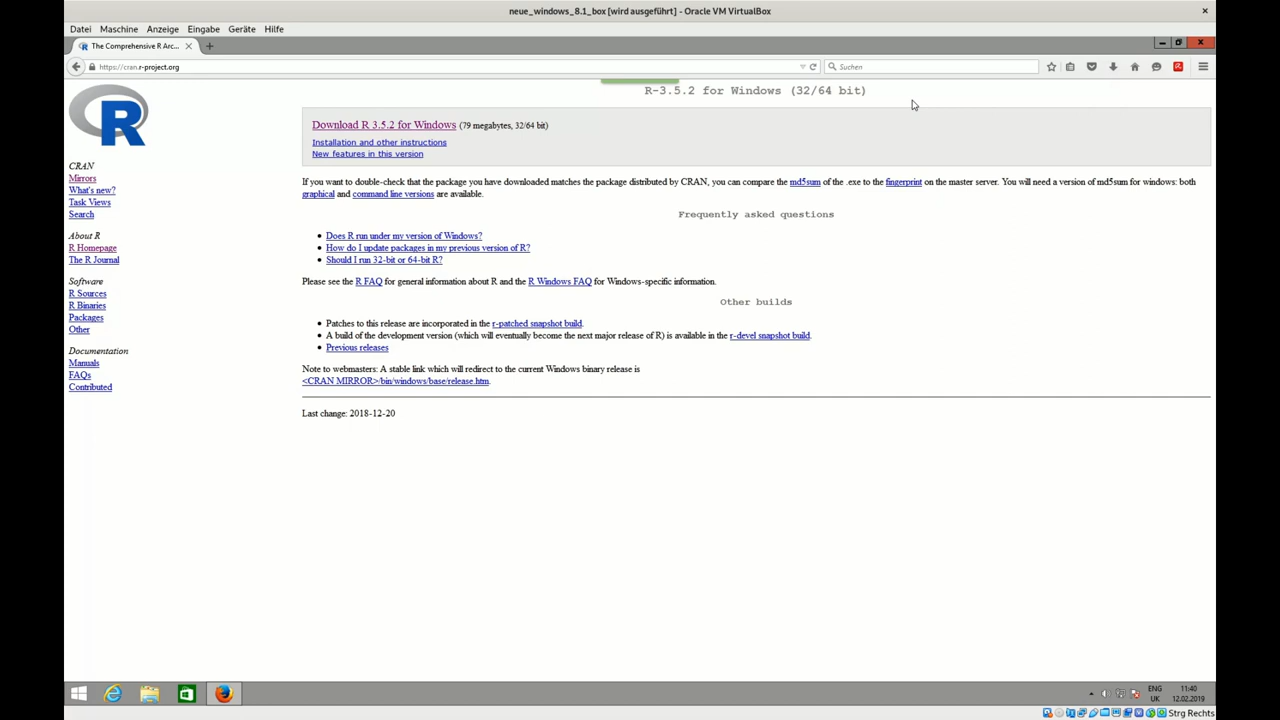 neue_windows_8.1_box [wird ausgeführt] - Oracle VM VirtualBox
Datei Maschine Anzeige Eingabe Geräte Hilfe
The Comprehensive R Arc...
https://cran.r-project.org
Suchen
R
R-3.5.2 for Windows (32/64 bit)
Download R 3.5.2 for Windows (79 megabytes, 32/64 bit)
Installation and other instructions
New features in this version
CRAN
Mirrors
What's new?
Task Views
Search
About R
R Homepage
The R Journal
Software
R Sources
R Binaries
Packages
Other
Documentation
Manuals
FAQs
Contributed
If you want to double-check that the package you have downloaded matches the package distributed by CRAN, you can compare the md5sum of the .exe to the fingerprint on the master server. You will need a version of md5sum for windows: both
graphical and command line versions are available.
Frequently asked questions
Does R run under my version of Windows?
How do I update packages in my previous version of R?
Should I run 32-bit or 64-bit R?
Please see the R FAQ for general information about R and the R Windows FAQ for Windows-specific information.
Other builds
Patches to this release are incorporated in the r-patched snapshot build.
A build of the development version (which will eventually become the next major release of R) is available in the r-devel snapshot build.
Previous releases
Note to webmasters: A stable link which will redirect to the current Windows binary release is
<CRAN MIRROR>/bin/windows/base/release.htm.
Last change: 2018-12-20
ENG
UK
11:40
12.02.2019
Strg Rechts